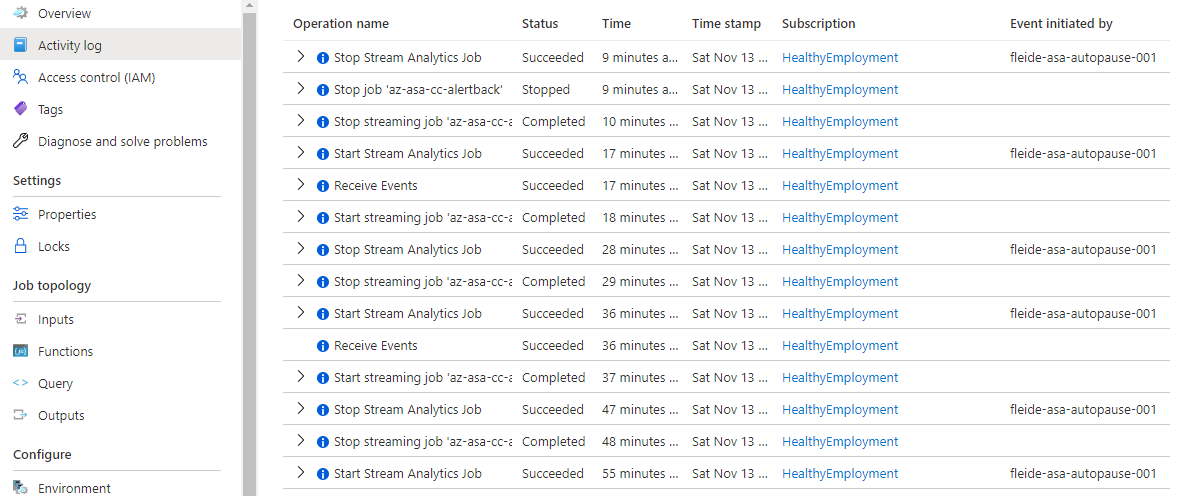 Overview
Activity log
Access control (IAM)
Tags
Diagnose and solve problems
Settings
Properties
Locks
Job topology
Inputs
Functions
Query
Outputs
Configure
Environment
Operation name Status Time Time stamp Subscription Event initiated by
Stop Stream Analytics Job Succeeded 9 minutes a... Sat Nov 13 ... HealthyEmployment fleide-asa-autopause-001
Stop job 'az-asa-cc-alertback' Stopped 9 minutes a... Sat Nov 13 ... HealthyEmployment
Stop streaming job 'az-asa-cc-a Completed 10 minutes ... Sat Nov 13 ... HealthyEmployment
Start Stream Analytics Job Succeeded 17 minutes ... Sat Nov 13 ... HealthyEmployment fleide-asa-autopause-001
Receive Events Succeeded 17 minutes ... Sat Nov 13 ... HealthyEmployment
Start streaming job 'az-asa-cc-a Completed 18 minutes ... Sat Nov 13 ... HealthyEmployment
Stop Stream Analytics Job Succeeded 28 minutes ... Sat Nov 13 ... HealthyEmployment fleide-asa-autopause-001
Stop streaming job 'az-asa-cc-a Completed 29 minutes ... Sat Nov 13 ... HealthyEmployment
Start Stream Analytics Job Succeeded 36 minutes ... Sat Nov 13 ... HealthyEmployment fleide-asa-autopause-001
Receive Events Succeeded 36 minutes ... Sat Nov 13 ... HealthyEmployment
Start streaming job 'az-asa-cc-a Completed 37 minutes ... Sat Nov 13 ... HealthyEmployment
Stop Stream Analytics Job Succeeded 47 minutes ... Sat Nov 13 ... HealthyEmployment fleide-asa-autopause-001
Stop streaming job 'az-asa-cc-a Completed 48 minutes ... Sat Nov 13 ... HealthyEmployment
Start Stream Analytics Job Succeeded 55 minutes ... Sat Nov 13 ... HealthyEmployment fleide-asa-autopause-001